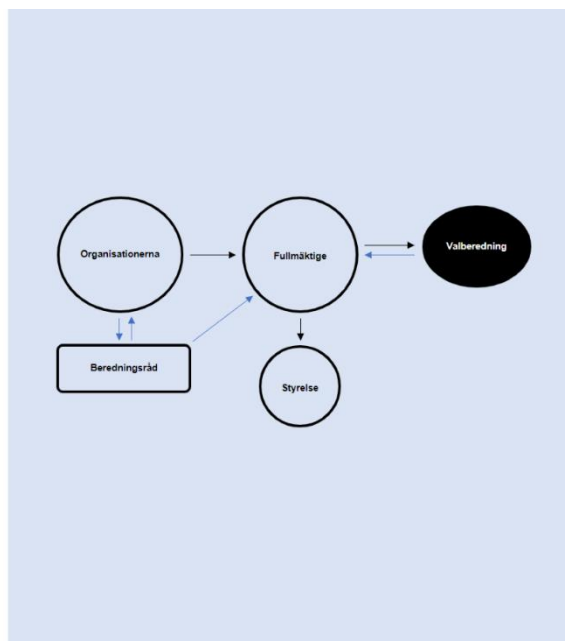 Organisationerna
Fullmäktige
Valberedning
Beredningsråd
Styrelse